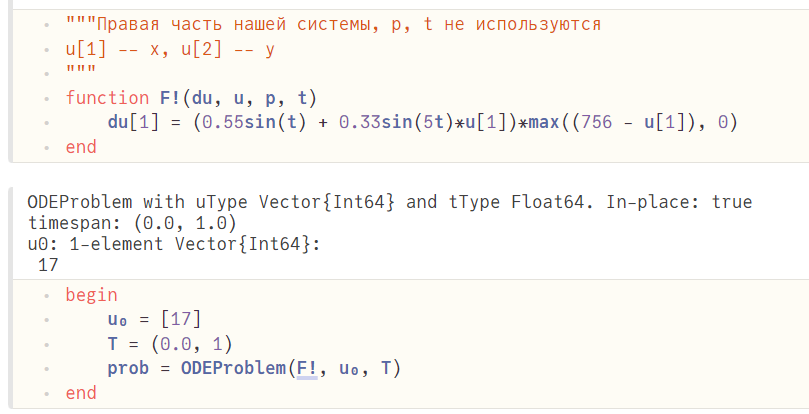 """Правая часть нашей системы, p, t не используются
u[1] -- x, u[2] -- y
"""
function F!(du, u, p, t)
du[1] = (0.55sin(t) + 0.33sin(5t)*u[1])*max((756 - u[1]), 0)
end
ODEProblem with uType Vector{Int64} and tType Float64. In-place: true
timespan: (0.0, 1.0)
u0: 1-element Vector{Int64}:
17
begin
u₀ = [17]
T = (0.0, 1)
prob = ODEProblem(F!, u₀, T)
end